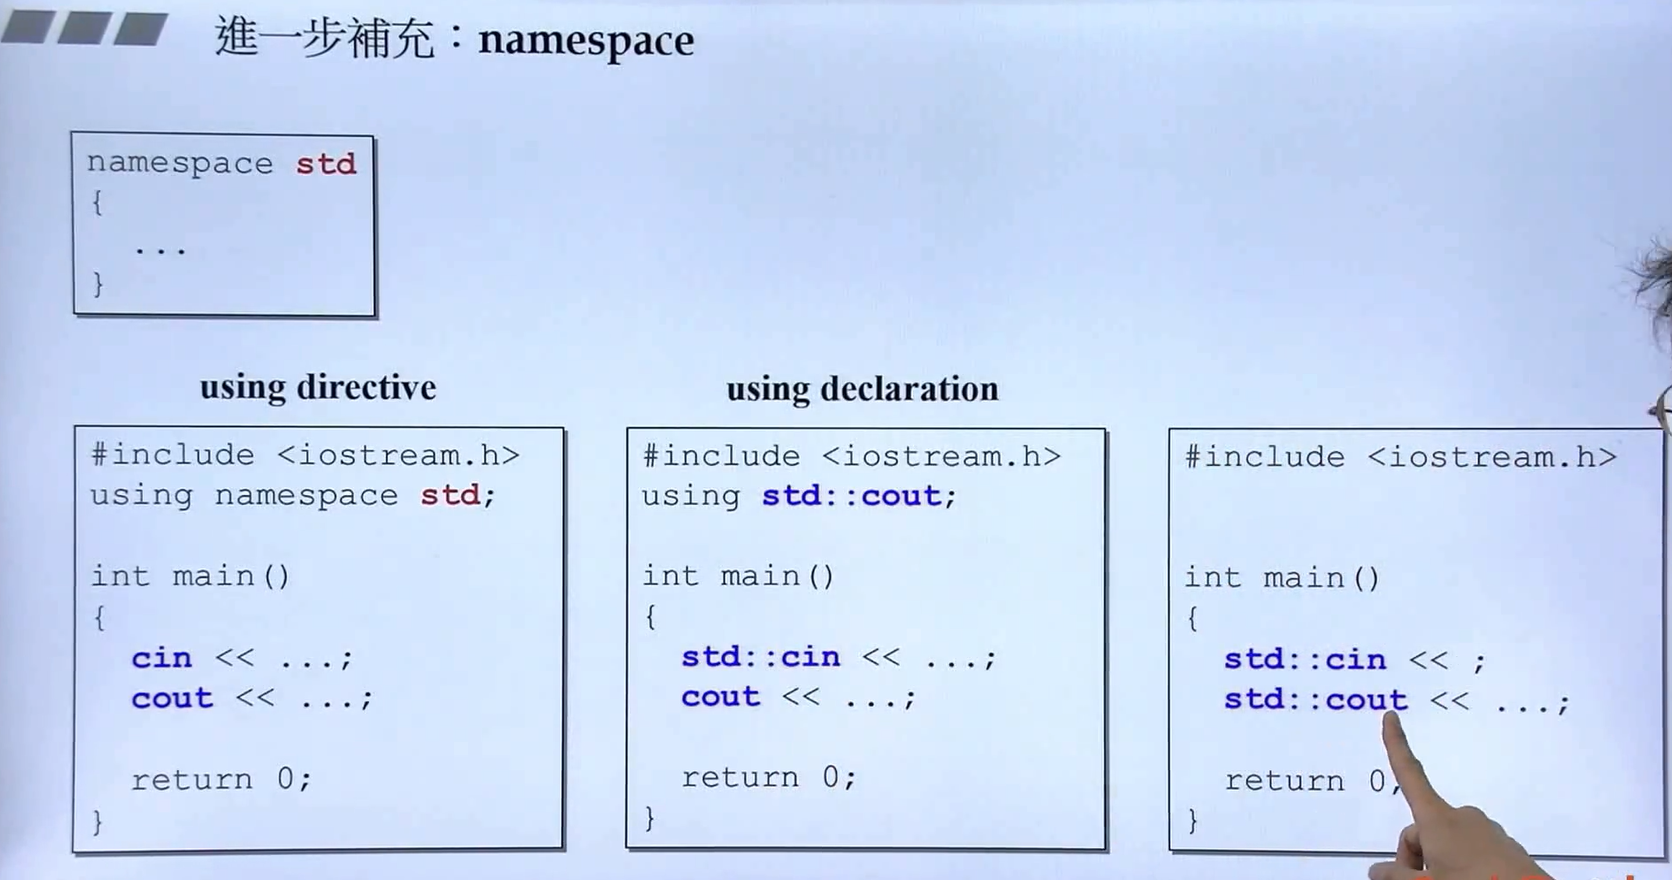 進一步補充：namespace
namespace std
{
...
}
using directive
#include <iostream.h>
using namespace std;
int main()
{
cin << ...;
cout << ...;
return 0;
}
using declaration
#include <iostream.h>
using std::cout;
int main()
{
std::cin << ...;
cout << ...;
return 0;
}
#include <iostream.h>
int main()
{
std::cin << ;
std::cout << ...;
return 0;
}